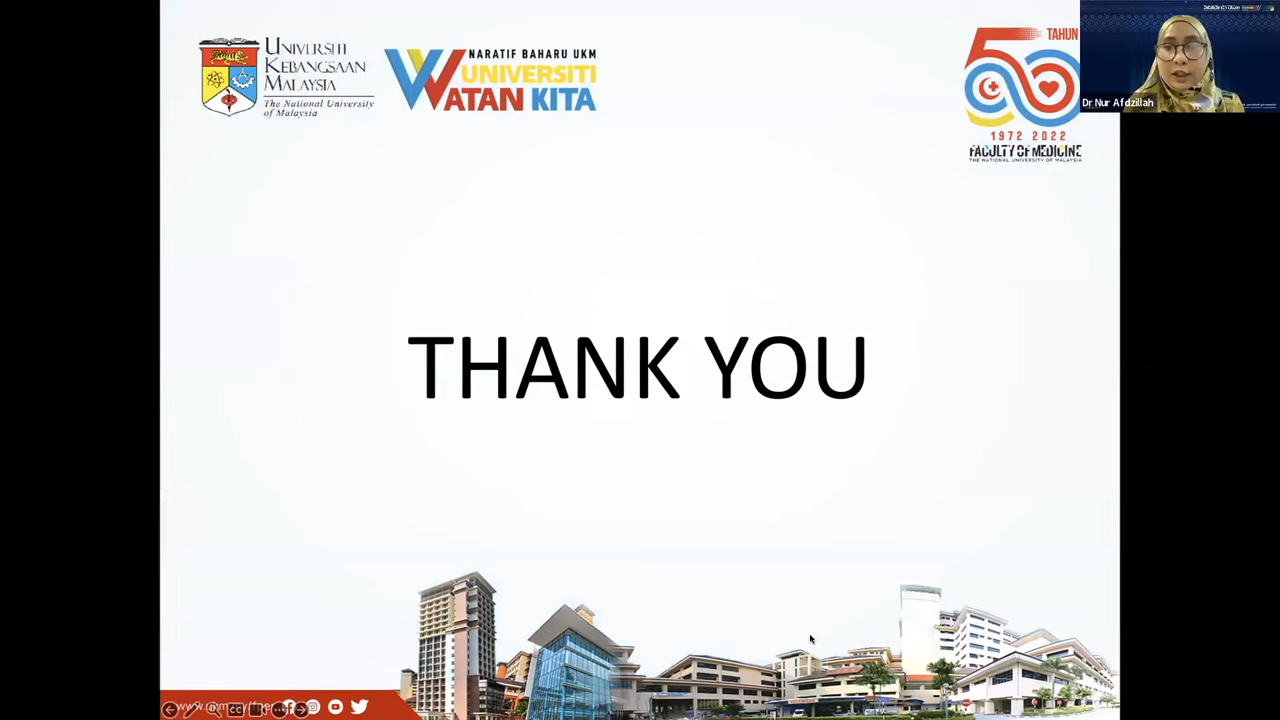 UNIVERSITI
KEBANGSAAN
MALAYSIA
The National University
of Malaysia
NARATIF BAHARU UKM
UNIVERSITI
WATAN KITA
50 TAHUN
1972 2022
FACULTY OF MEDICINE
THE NATIONAL UNIVERSITY OF MALAYSIA
Dr Nur Afdzillah
THANK YOU